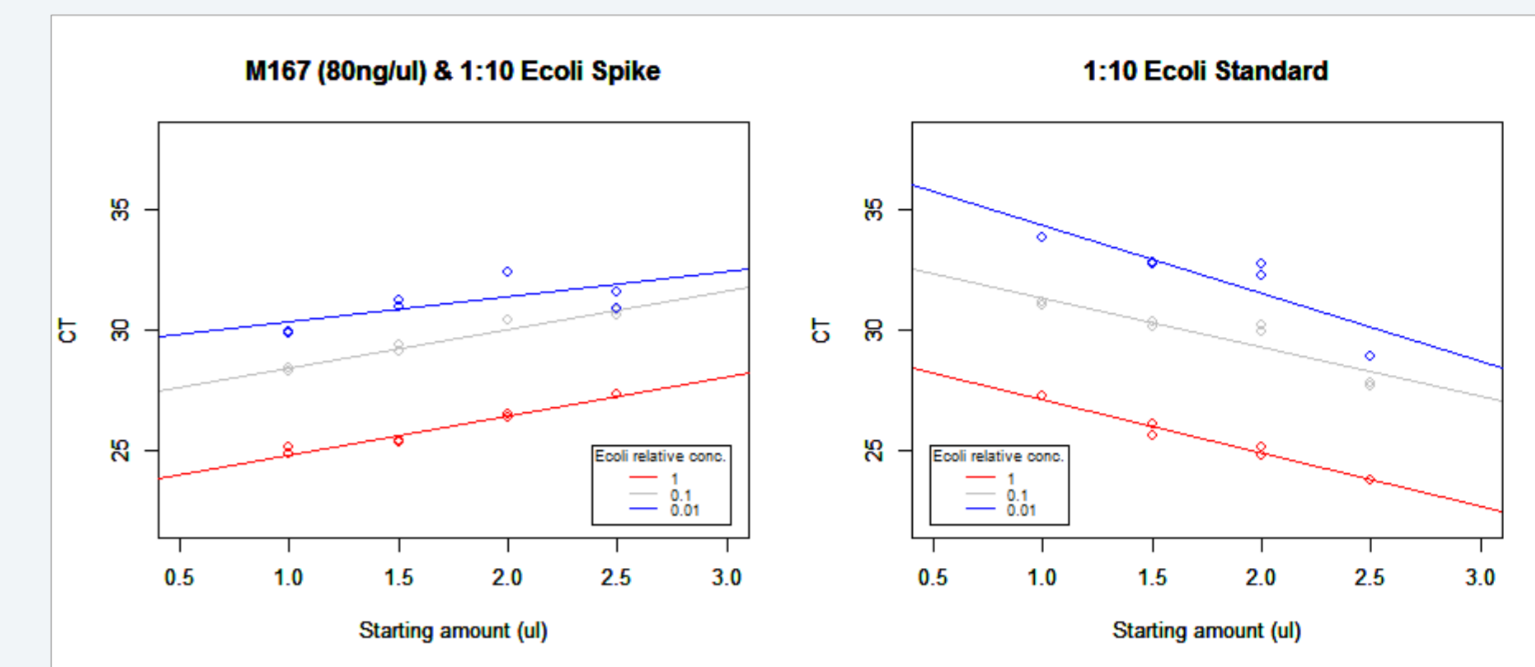 M167 (80ng/ul) & 1:10 Ecoli Spike
CT
35
30
25
Ecoli relative conc.
1
0.1
0.01
0.5 1.0 1.5 2.0 2.5 3.0
Starting amount (ul)
1:10 Ecoli Standard
CT
35
30
25
Ecoli relative conc.
1
0.1
0.01
0.5 1.0 1.5 2.0 2.5 3.0
Starting amount (ul)